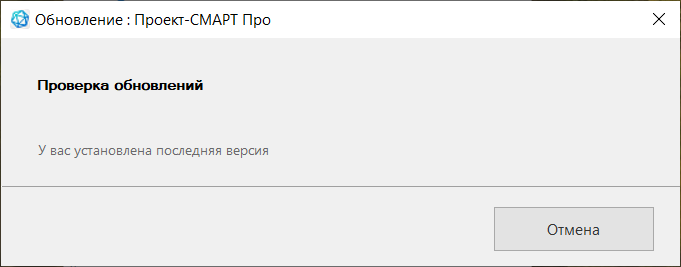 Обновление : Проект-СМАРТ Про
Проверка обновлений
У вас установлена последняя версия
Отмена